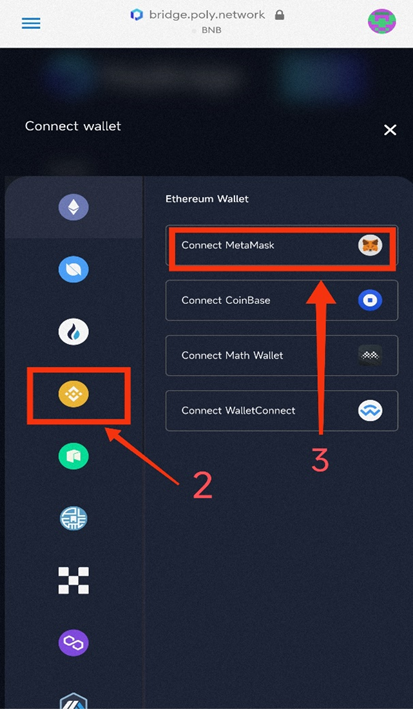 bridge.poly.network
BNB
Connect wallet
Ethereum Wallet
Connect MetaMask
Connect CoinBase
Connect Math Wallet
Connect WalletConnect
2
3